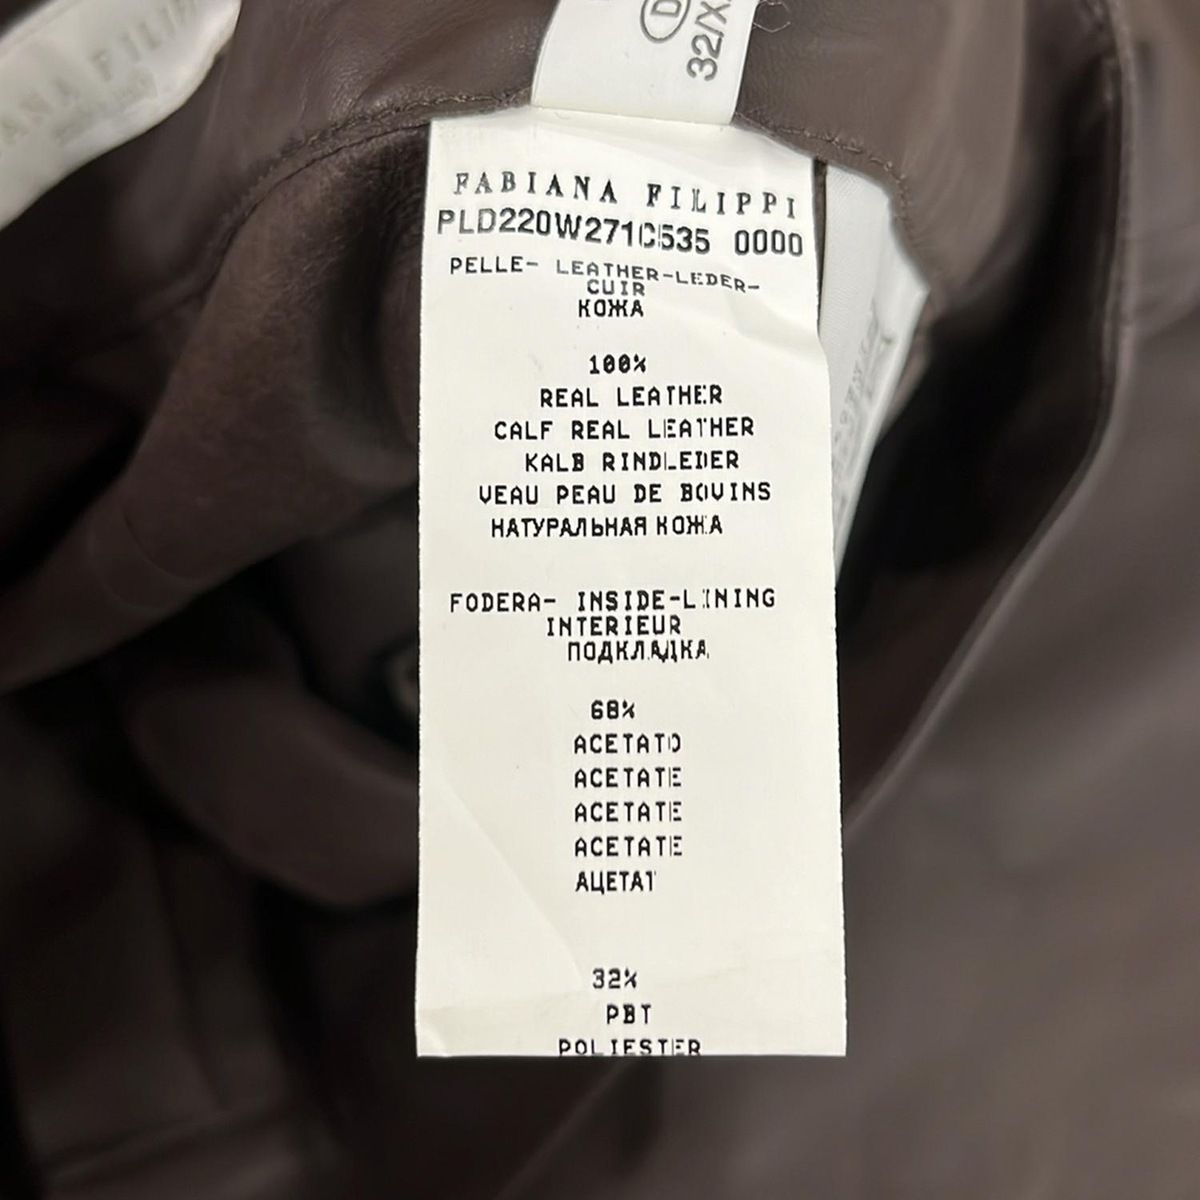 32/X
FABIANA FILIPPI
PLD220W271C535 0000
PELLE- LEATHER-LEDER-
CUIR
КОЖА
100%
REAL LEATHER
CALF REAL LEATHER
KALB RINDLEDER
VEAU PEAU DE BOVINS
НАТУРАЛЬНАЯ КОЖА
FODERA- INSIDE-LINING
INTERIEUR
ПОДКЛАДКА
68%
ACETATO
ACETATE
ACETATE
ACETATE
АЦЕТАТ
32%
PBT
POLIESTER